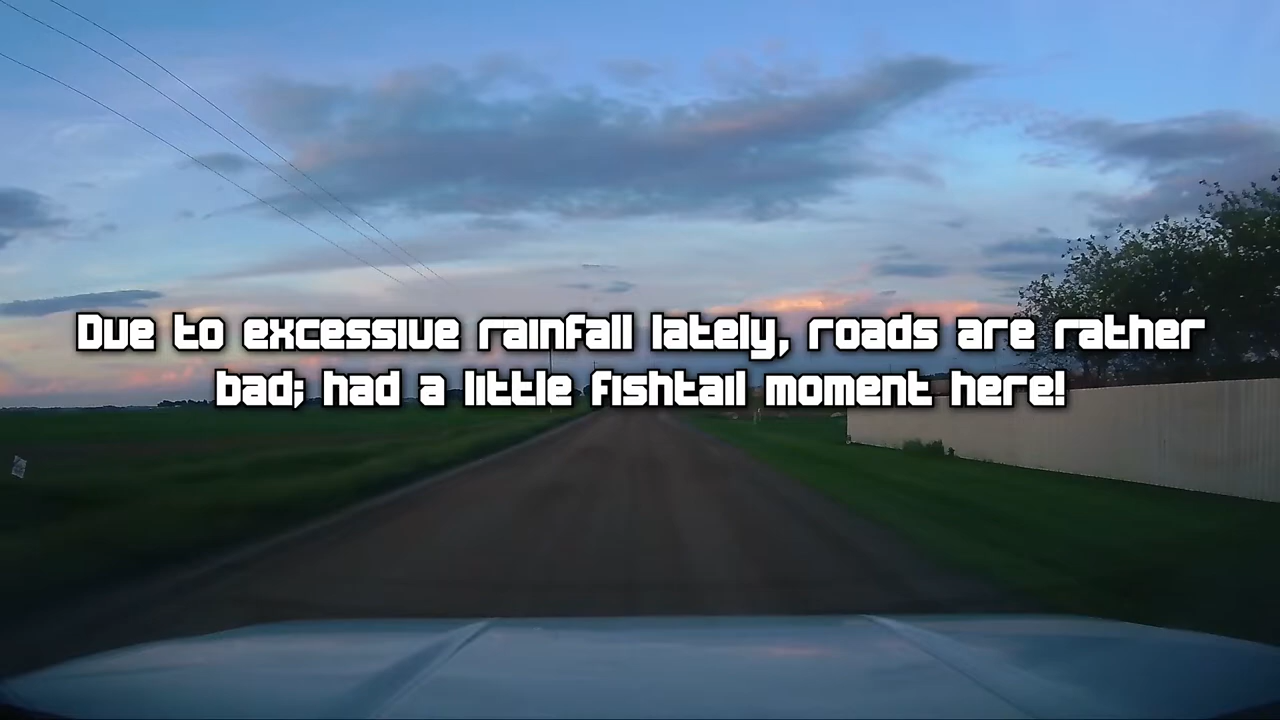 Due to excessive rainfall lately, roads are rather
bad; had a little fishtail moment here!